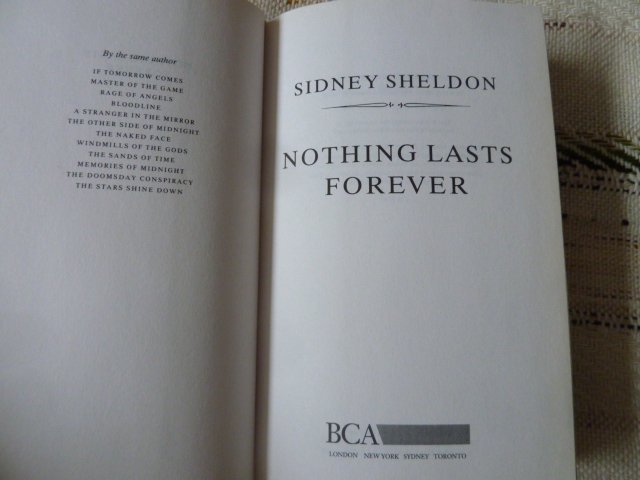 By the same author
IF TOMORROW COMES
MASTER OF THE GAME
RAGE OF ANGELS
BLOODLINE
A STRANGER IN THE MIRROR
THE OTHER SIDE OF MIDNIGHT
THE NAKED FACE
WINDMILLS OF THE GODS
THE SANDS OF TIME
MEMORIES OF MIDNIGHT
THE DOOMSDAY CONSPIRACY
THE STARS SHINE DOWN
SIDNEY SHELDON
NOTHING LASTS
FOREVER
BCA
LONDON NEW YORK SYDNEY TORONTO